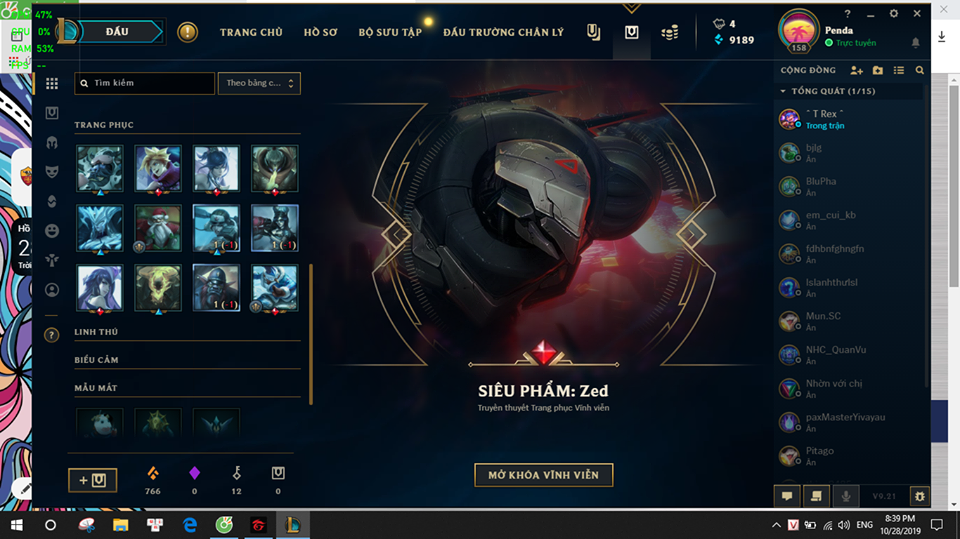 47%
CPU 0%
RAM 53%
FPS --
ĐẤU
TRANG CHỦ
HỒ SƠ
BỘ SƯU TẬP
ĐẤU TRƯỜNG CHÂN LÝ
4
9189
158
Penda
Trực tuyến
Tìm kiếm
Theo bảng c...
TRANG PHỤC
1 (-1)
1 (-1)
1 (-1)
LINH THÚ
BIỂU CẢM
MẪU MẮT
766
0
12
0
SIÊU PHẨM: Zed
Truyền thuyết Trang phục Vĩnh viễn
MỞ KHÓA VĨNH VIỄN
CỘNG ĐỒNG
TỔNG QUÁT (1/15)
ˆ T Rex ˆ
Trong trận
bjlg
Ẩn
BluPha
Ẩn
em_cui_kb
Ẩn
fdhbnfghngfn
Ẩn
Ẩn
Mun.SC
Ẩn
NHC_QuanVu
Ẩn
Nhờn với chị
Ẩn
paxMasterYivayau
Ẩn
Pitago
Ẩn
V9.21
Hồ
Trời
ENG
8:39 PM
10/28/2019